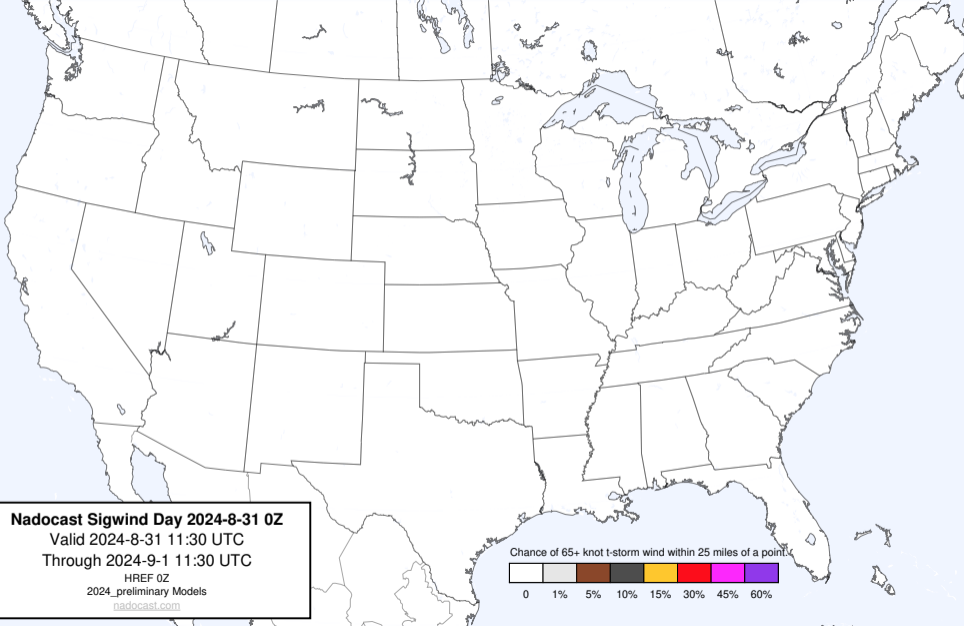 Nadocast Sigwind Day 2024-8-31 0Z
Valid 2024-8-31 11:30 UTC
Through 2024-9-1 11:30 UTC
HREF 0Z
2024_preliminary Models
nadocast.com
Chance of 65+ knot t-storm wind within 25 miles of a point.
0 1% 5% 10% 15% 30% 45% 60%